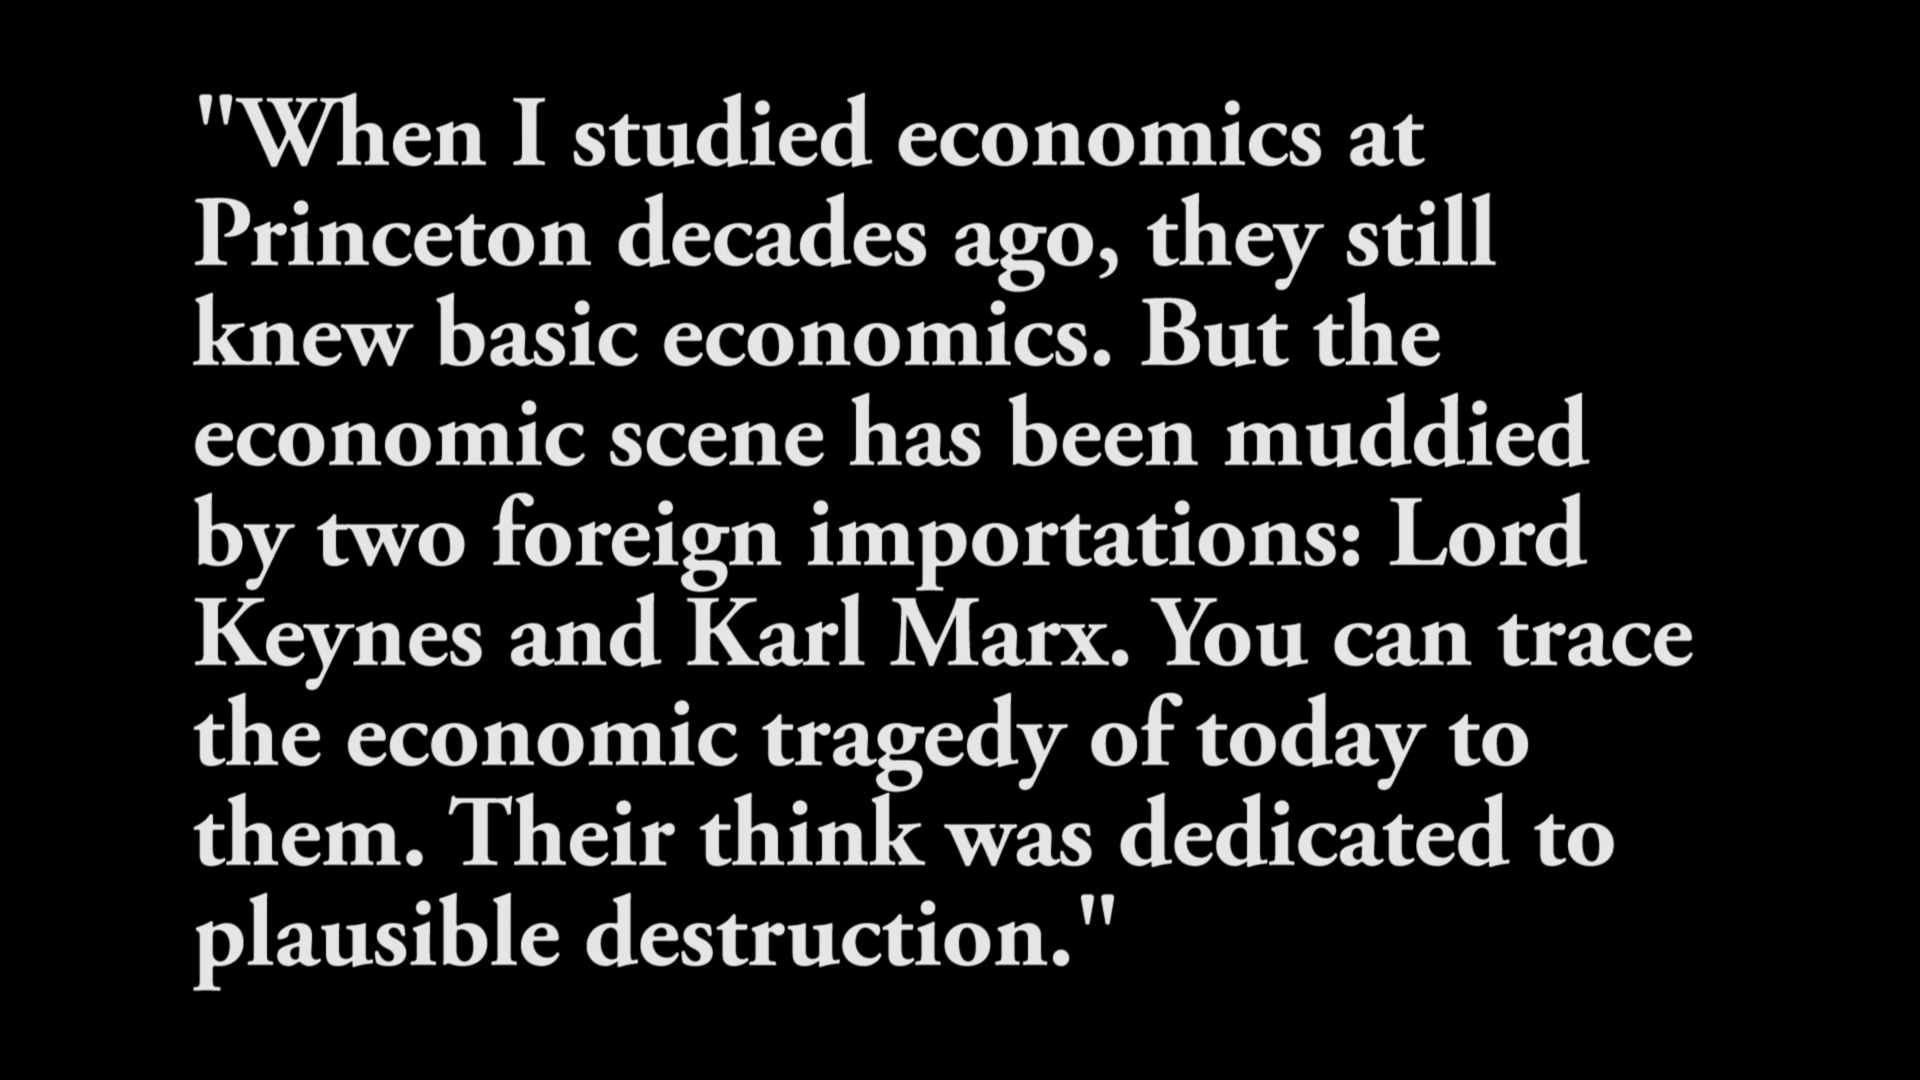 "When I studied economics at
Princeton decades ago, they still
knew basic economics. But the
economic scene has been muddied
by two foreign importations: Lord
Keynes and Karl Marx. You can trace
the economic tragedy of today to
them. Their think was dedicated to
plausible destruction."